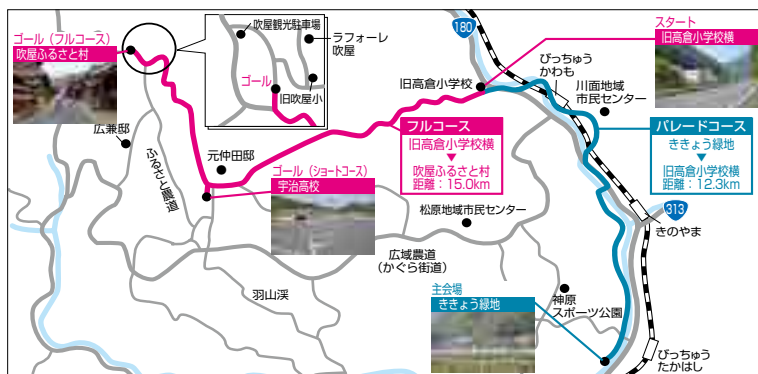 ゴール（フルコース）
吹屋ふるさと村
吹屋観光駐車場
ラフォーレ
吹屋
ゴール
旧吹屋小
180
スタート
旧高倉小学校横
旧高倉小学校
びっちゅう
かわも
川面地域
市民センター
広兼邸
ふるさと農道
元仲田邸
ゴール（ショートコース）
宇治高校
フルコース
旧高倉小学校横
▼
吹屋ふるさと村
距離：15.0km
パレードコース
ききょう緑地
▼
旧高倉小学校横
距離：12.3km
313
きのやま
松原地域市民センター
広域農道
（かぐら街道）
羽山渓
主会場
ききょう緑地
神原
スポーツ公園
びっちゅう
たかはし